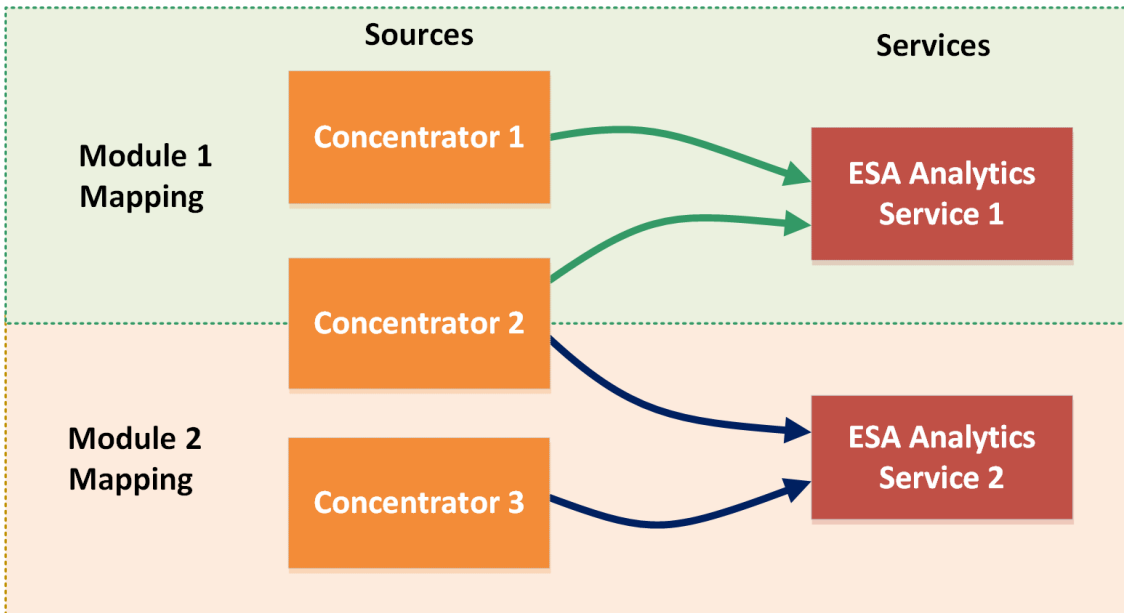 Sources
Services
Concentrator 1
Module 1
Mapping
ESA Analytics
Service 1
Concentrator 2
Module 2
Mapping
ESA Analytics
Service 2
Concentrator 3